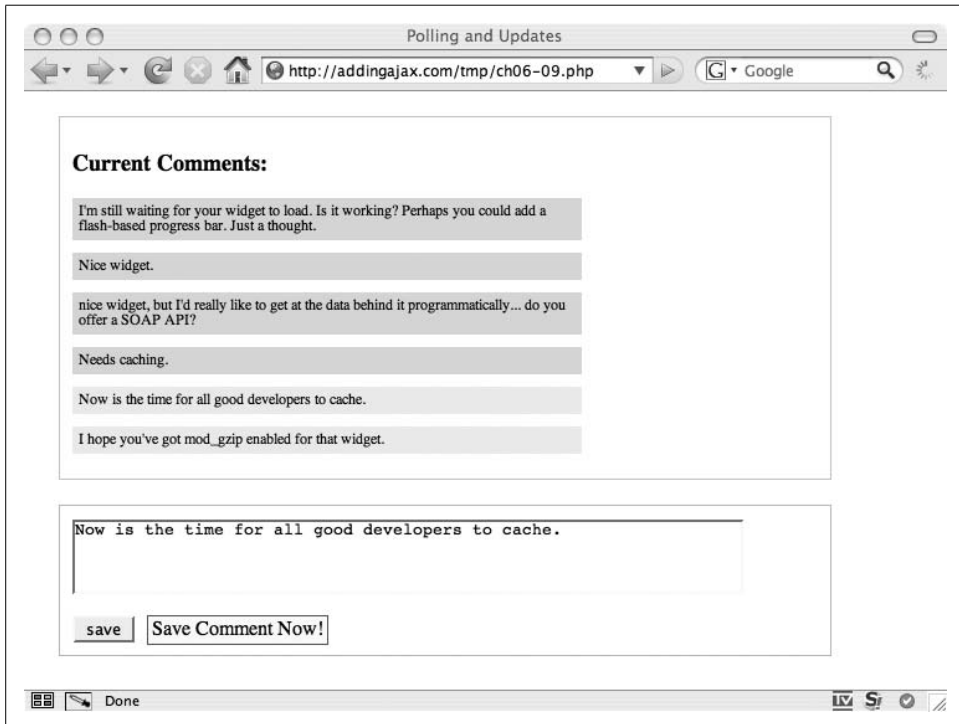 Polling and Updates
http://addingajax.com/tmp/ch06-09.php
G Google
Current Comments:
I'm still waiting for your widget to load. Is it working? Perhaps you could add a
flash-based progress bar. Just a thought.
Nice widget.
nice widget, but I'd really like to get at the data behind it programmatically... do you
offer a SOAP API?
Needs caching.
Now is the time for all good developers to cache.
I hope you've got mod_gzip enabled for that widget.
Now is the time for all good developers to cache.
save Save Comment Now!
Done